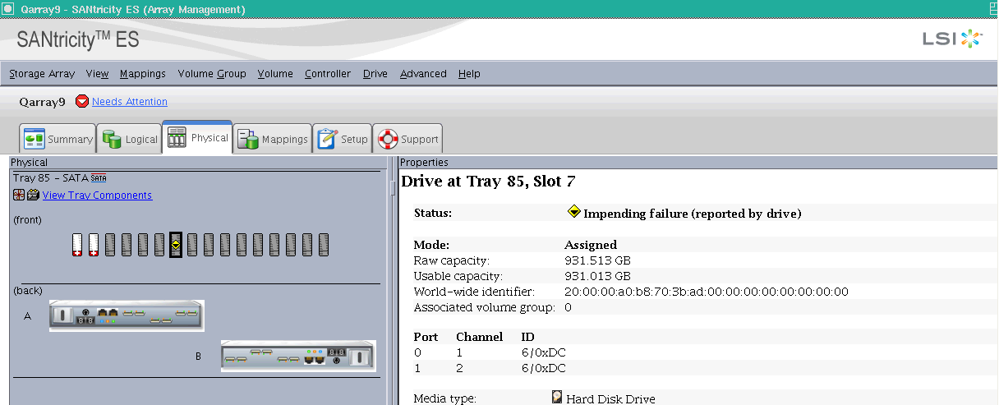 Qarray9 - SANtricity ES (Array Management)
SANtricity™ ES
LSI
Storage Array View Mappings Volume Group Volume Controller Drive Advanced Help
Qarray9 Needs Attention
Summary Logical Physical Mappings Setup Support
Physical
Tray 85 - SATA SATA
View Tray Components
(front)
(back)
A
B
Properties
Drive at Tray 85, Slot 7
Status: Impending failure (reported by drive)
Mode: Assigned
Raw capacity: 931.513 GB
Usable capacity: 931.013 GB
World-wide identifier: 20:00:00:a0:b8:70:3b:ad:00:00:00:00:00:00:00:00
Associated volume group: 0
Port Channel ID
0 1 6/0xDC
1 2 6/0xDC
Media type: Hard Disk Drive